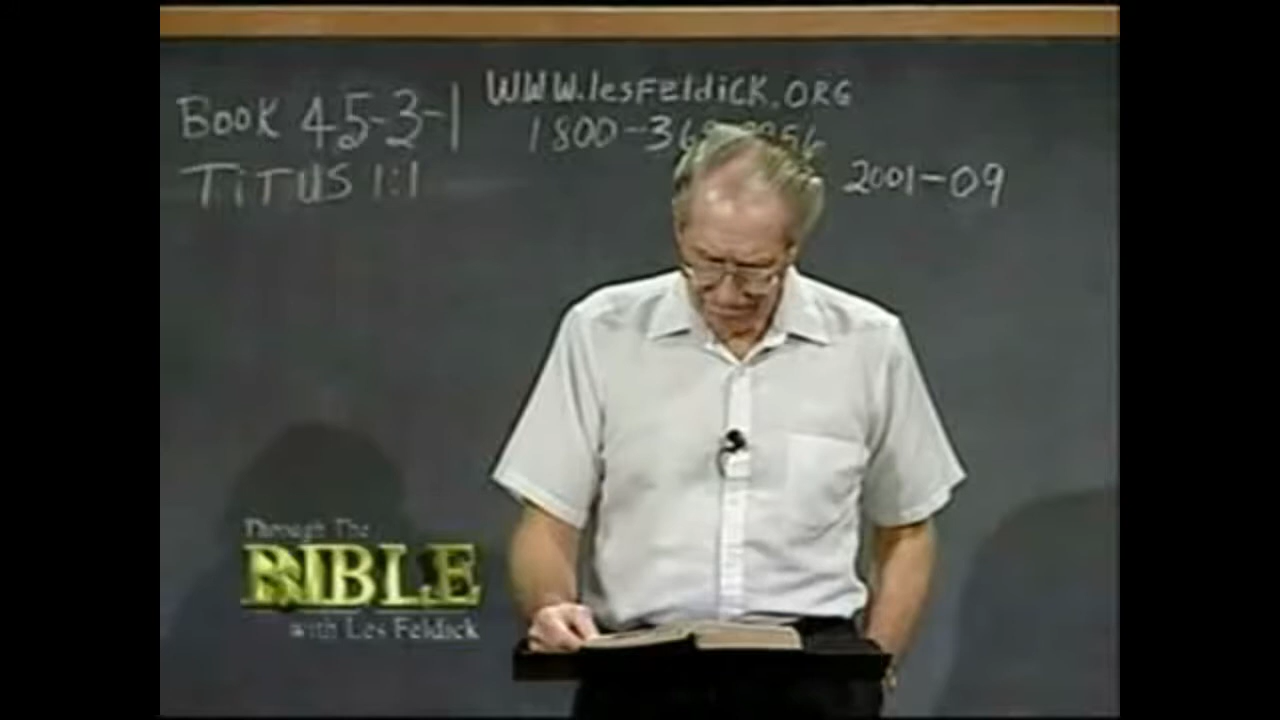 BOOK 45-3-1
TiTUS 1:1
WWW.lesFeldiCK.ORG
1800-36
2001-09
Through The
BIBLE
with Les Feldick